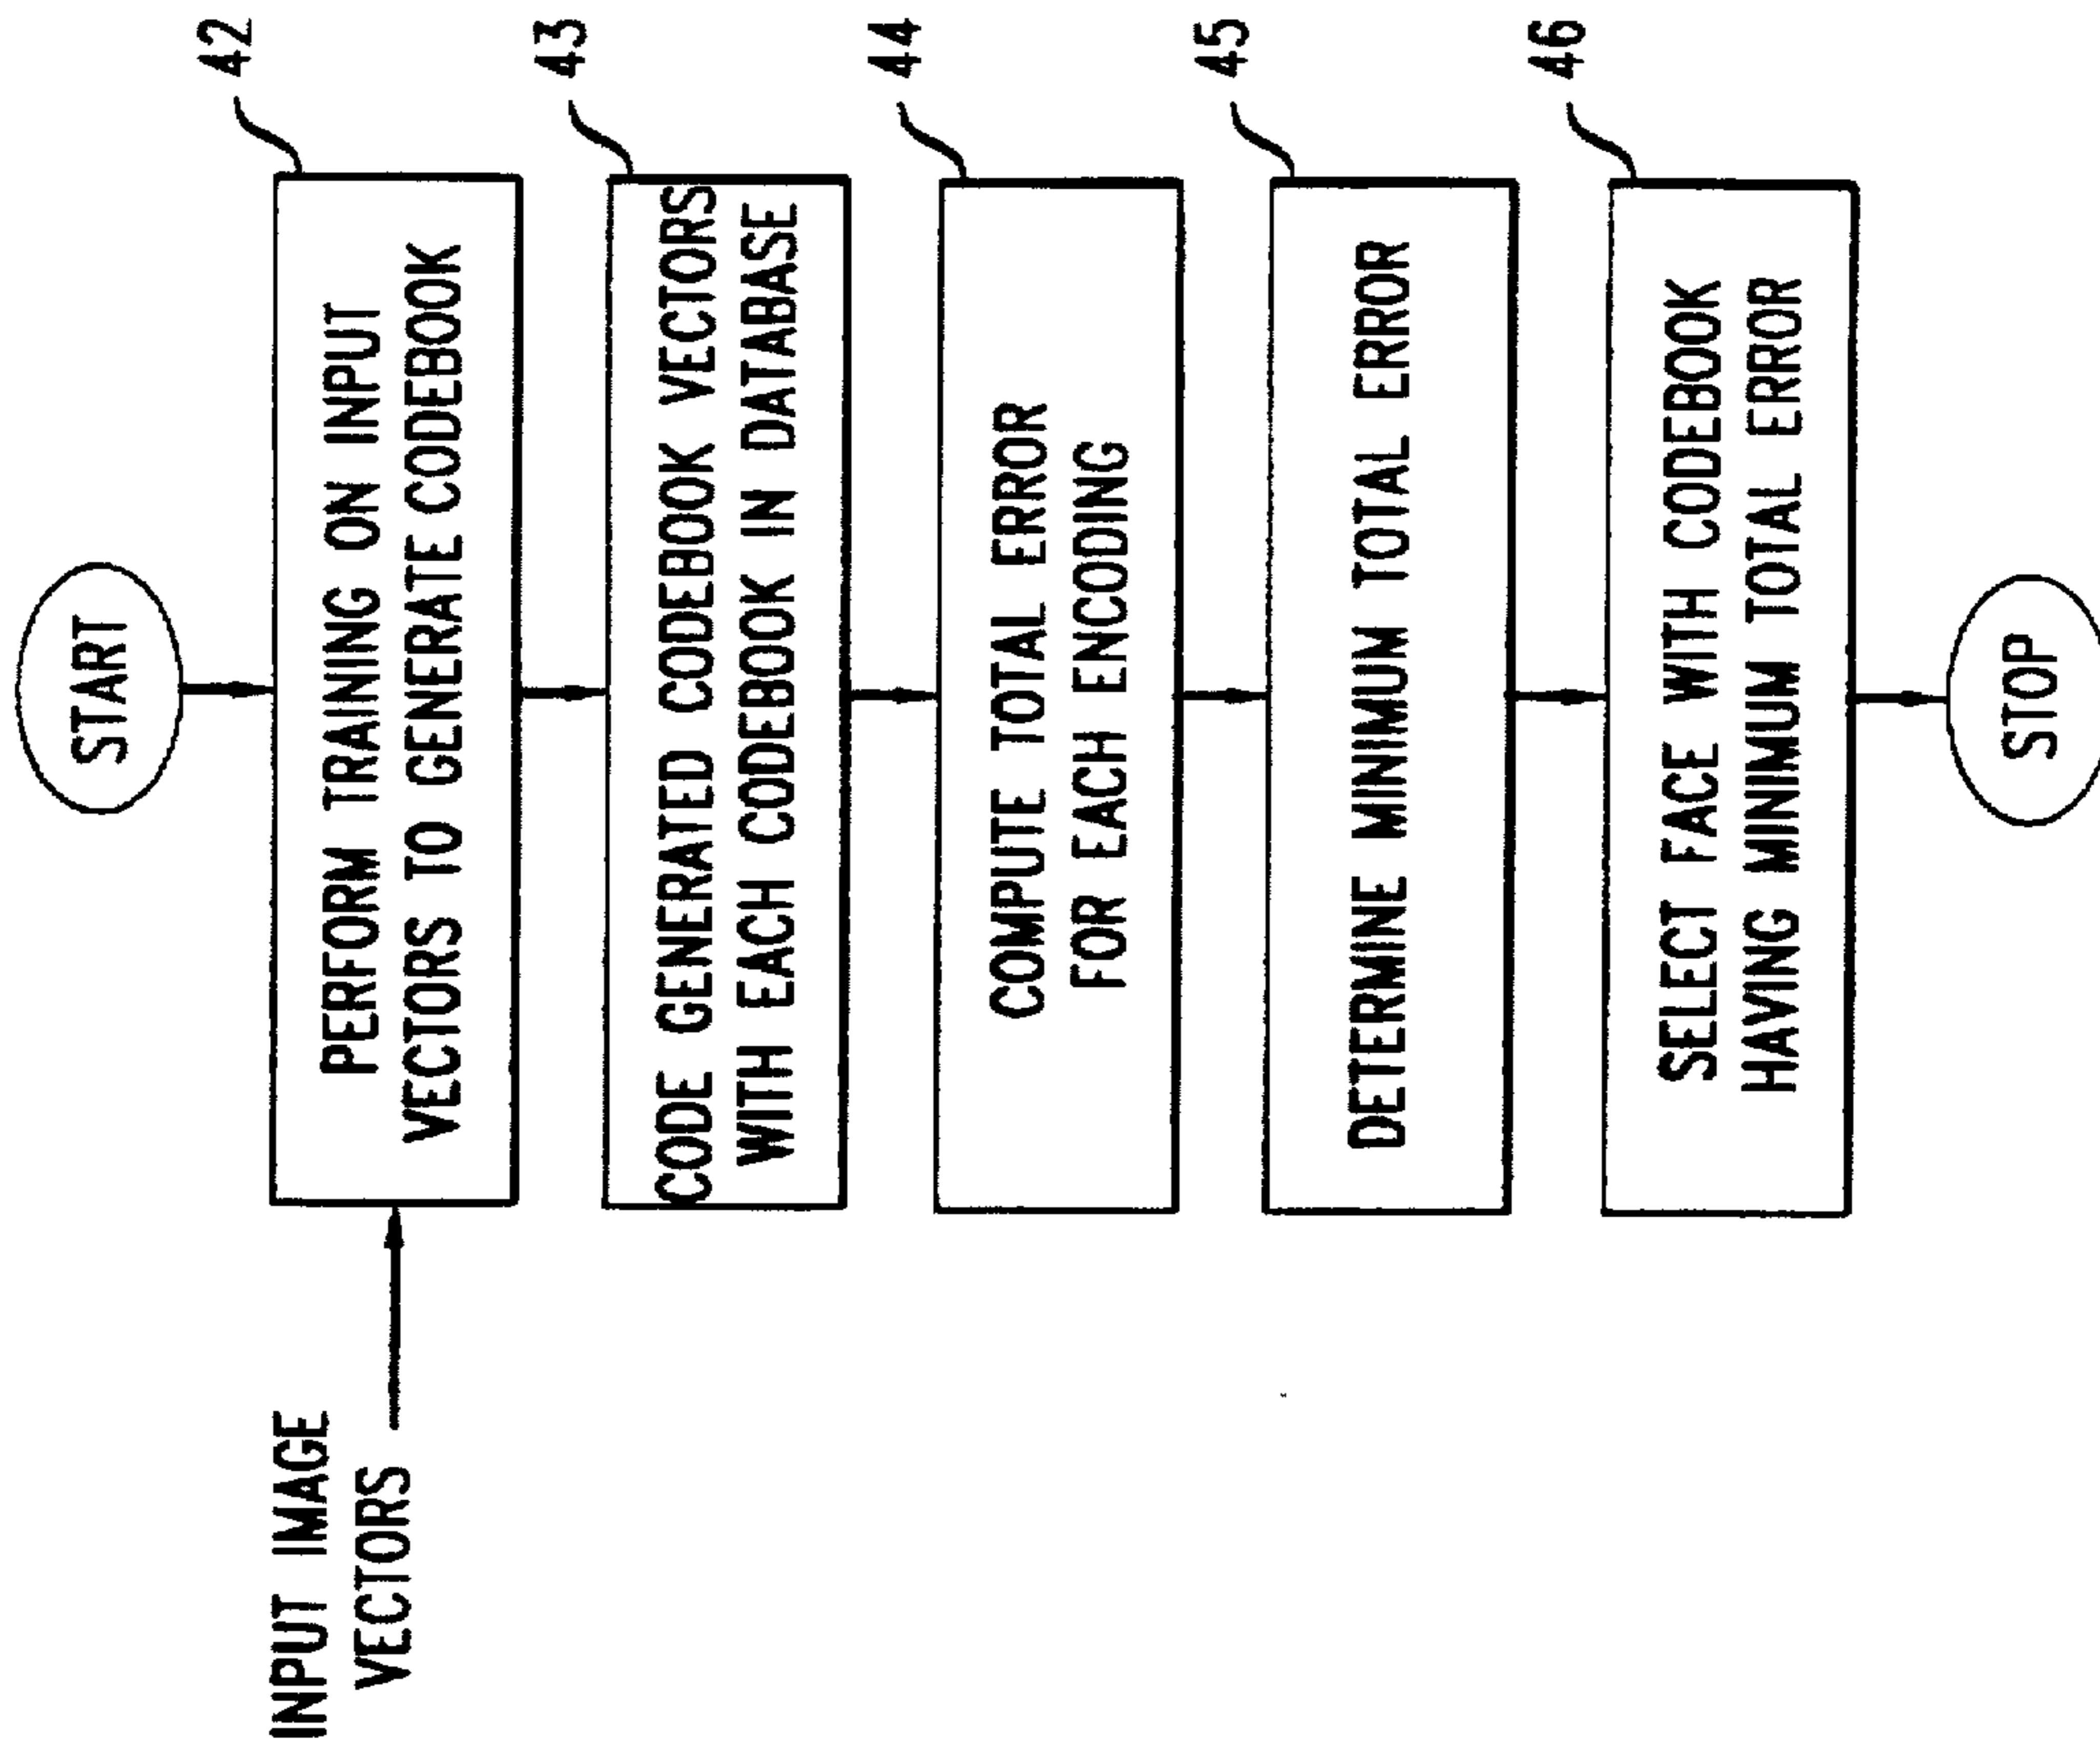 START
INPUT IMAGE
VECTORS
PERFORM TRAINING ON INPUT
VECTORS TO GENERATE CODEBOOK
42
CODE GENERATED CODEBOOK VECTORS
WITH EACH CODEBOOK IN DATABASE
43
COMPUTE TOTAL ERROR
FOR EACH ENCODING
44
DETERMINE MINIMUM TOTAL ERROR
45
SELECT FACE WITH CODEBOOK
HAVING MINIMUM TOTAL ERROR
46
STOP